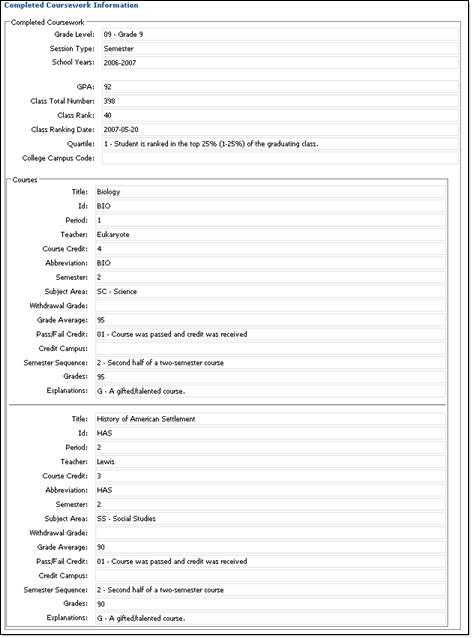 Completed Coursework Information
Completed Coursework
Grade Level: 09 - Grade 9
Session Type: Semester
School Years: 2006-2007
GPA: 92
Class Total Number: 398
Class Rank: 40
Class Ranking Date: 2007-05-20
Quartile: 1 - Student is ranked in the top 25% (1-25%) of the graduating class.
College Campus Code:
Courses
Title: Biology
Id: BIO
Period: 1
Teacher: Eukaryote
Course Credit: 4
Abbreviation: BIO
Semester: 2
Subject Area: SC - Science
Withdrawal Grade:
Grade Average: 95
Pass/Fail Credit: 01 - Course was passed and credit was received
Credit Campus:
Semester Sequence: 2 - Second half of a two-semester course
Grades: 95
Explanations: G - A gifted/talented course.
Title: History of American Settlement
Id: HAS
Period: 2
Teacher: Lewis
Course Credit: 3
Abbreviation: HAS
Semester: 2
Subject Area: SS - Social Studies
Withdrawal Grade:
Grade Average: 90
Pass/Fail Credit: 01 - Course was passed and credit was received
Credit Campus:
Semester Sequence: 2 - Second half of a two-semester course
Grades: 90
Explanations: G - A gifted/talented course.